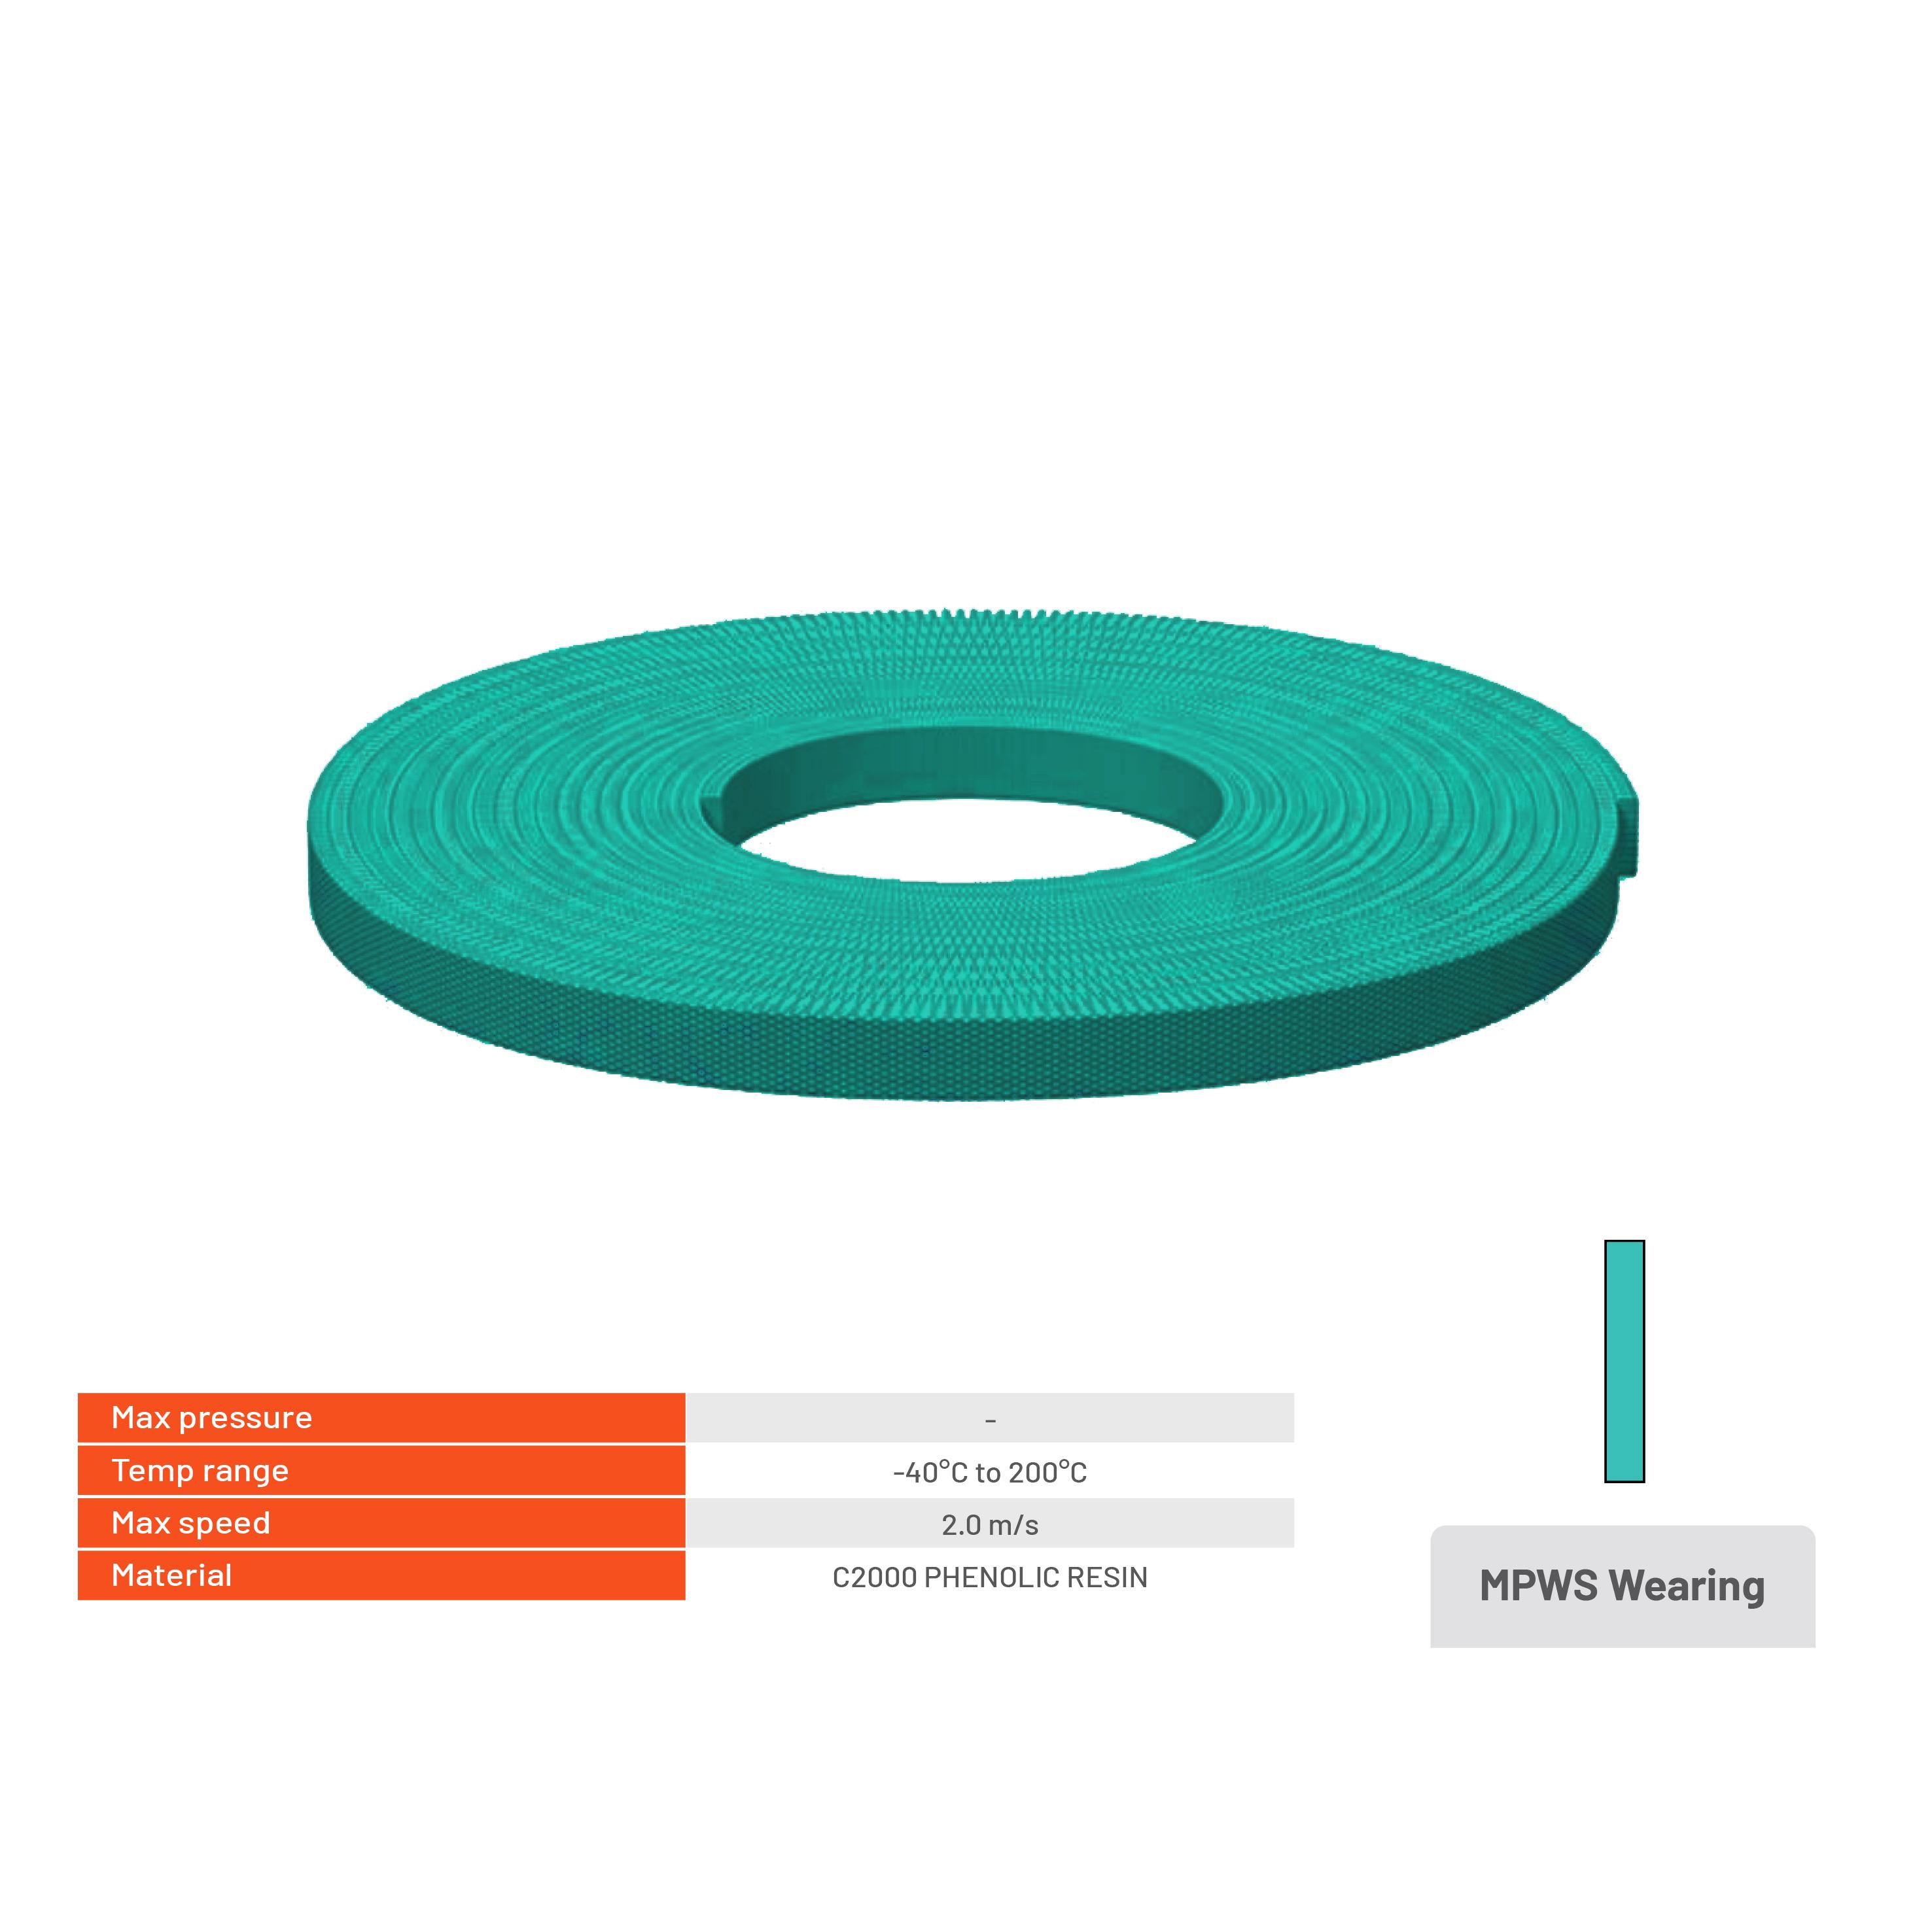 Max pressure -
Temp range -40°C to 200°C
Max speed 2.0 m/s
Material C2000 PHENOLIC RESIN
MPWS Wearing